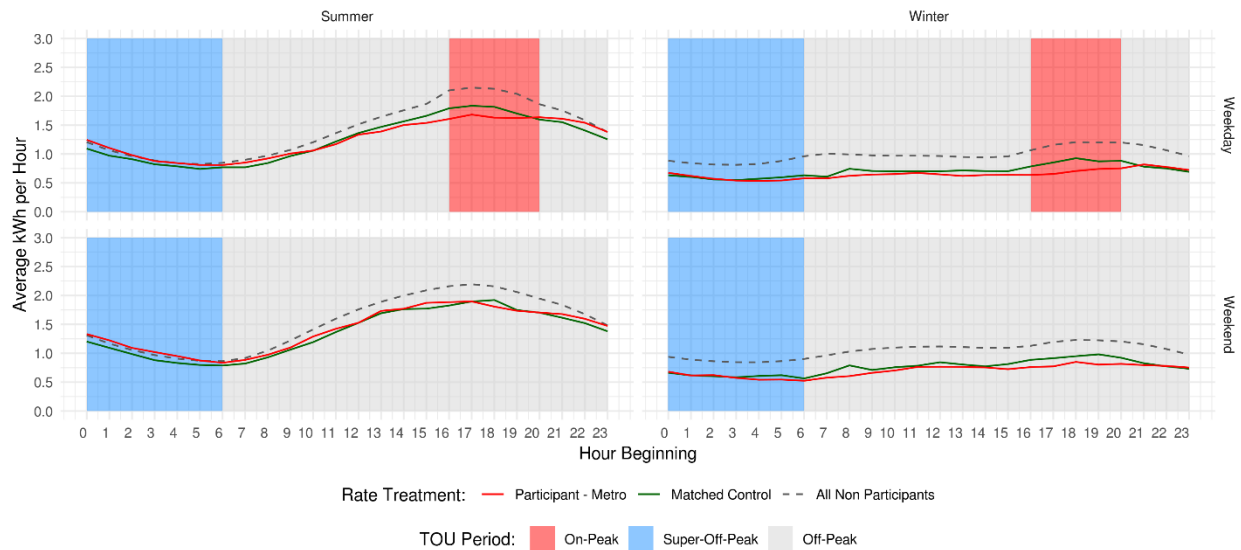 Summer
Winter
Average kWh per Hour
3.0
2.5
2.0
1.5
1.0
0.5
0.0
Weekday
3.0
2.5
2.0
1.5
1.0
0.5
0.0
Weekend
0 1 2 3 4 5 6 7 8 9 10 11 12 13 14 15 16 17 18 19 20 21 22 23
0 1 2 3 4 5 6 7 8 9 10 11 12 13 14 15 16 17 18 19 20 21 22 23
Hour Beginning
Rate Treatment: Participant - Metro Matched Control All Non Participants
TOU Period: On-Peak Super-Off-Peak Off-Peak